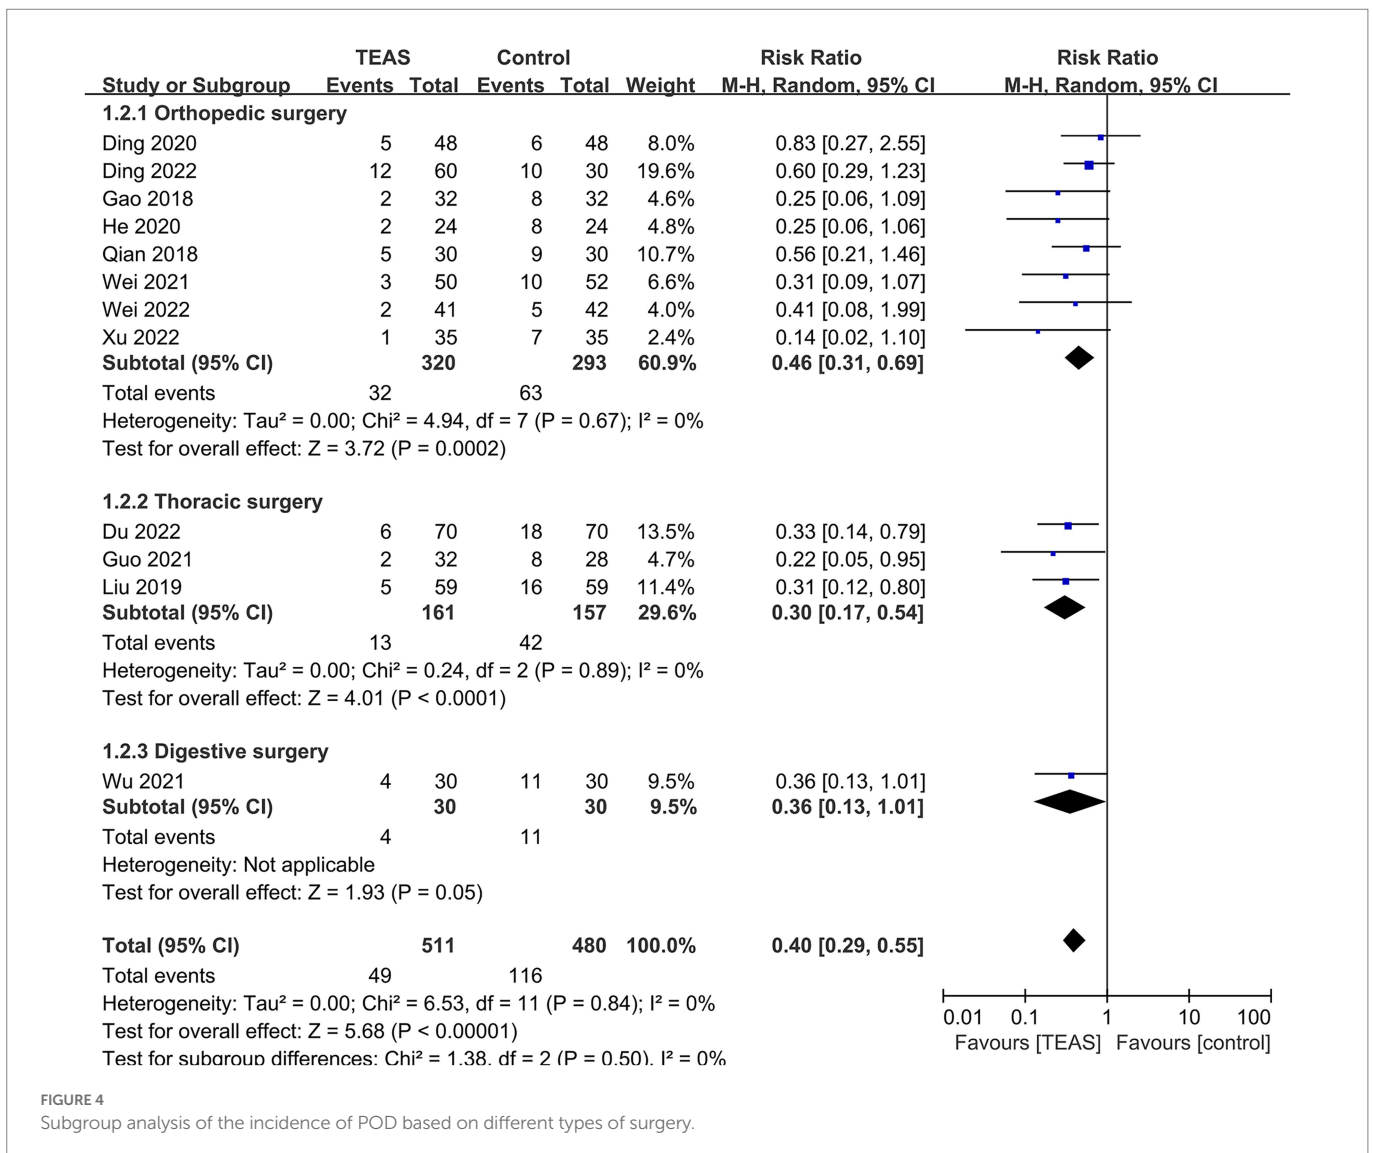 TEAS Control Risk Ratio Risk Ratio
Study or Subgroup Events Total Events Total Weight M-H, Random, 95% CI M-H, Random, 95% CI
1.2.1 Orthopedic surgery
Ding 2020 5 48 6 48 8.0% 0.83 [0.27, 2.55]
Ding 2022 12 60 10 30 19.6% 0.60 [0.29, 1.23]
Gao 2018 2 32 8 32 4.6% 0.25 [0.06, 1.09]
He 2020 2 24 8 24 4.8% 0.25 [0.06, 1.06]
Qian 2018 5 30 9 30 10.7% 0.56 [0.21, 1.46]
Wei 2021 3 50 10 52 6.6% 0.31 [0.09, 1.07]
Wei 2022 2 41 5 42 4.0% 0.41 [0.08, 1.99]
Xu 2022 1 35 7 35 2.4% 0.14 [0.02, 1.10]
Subtotal (95% CI) 320 293 60.9% 0.46 [0.31, 0.69]
Total events 32 63
Heterogeneity: Tau² = 0.00; Chi² = 4.94, df = 7 (P = 0.67); I² = 0%
Test for overall effect: Z = 3.72 (P = 0.0002)
1.2.2 Thoracic surgery
Du 2022 6 70 18 70 13.5% 0.33 [0.14, 0.79]
Guo 2021 2 32 8 28 4.7% 0.22 [0.05, 0.95]
Liu 2019 5 59 16 59 11.4% 0.31 [0.12, 0.80]
Subtotal (95% CI) 161 157 29.6% 0.30 [0.17, 0.54]
Total events 13 42
Heterogeneity: Tau² = 0.00; Chi² = 0.24, df = 2 (P = 0.89); I² = 0%
Test for overall effect: Z = 4.01 (P < 0.0001)
1.2.3 Digestive surgery
Wu 2021 4 30 11 30 9.5% 0.36 [0.13, 1.01]
Subtotal (95% CI) 30 30 9.5% 0.36 [0.13, 1.01]
Total events 4 11
Heterogeneity: Not applicable
Test for overall effect: Z = 1.93 (P = 0.05)
Total (95% CI) 511 480 100.0% 0.40 [0.29, 0.55]
Total events 49 116
Heterogeneity: Tau² = 0.00; Chi² = 6.53, df = 11 (P = 0.84); I² = 0%
0.01 0.1 1 10 100
Test for overall effect: Z = 5.68 (P < 0.00001)
Favours [TEAS] Favours [control]
Test for subgroup differences: Chi² = 1.38, df = 2 (P = 0.50), I² = 0%
FIGURE 4
Subgroup analysis of the incidence of POD based on different types of surgery.